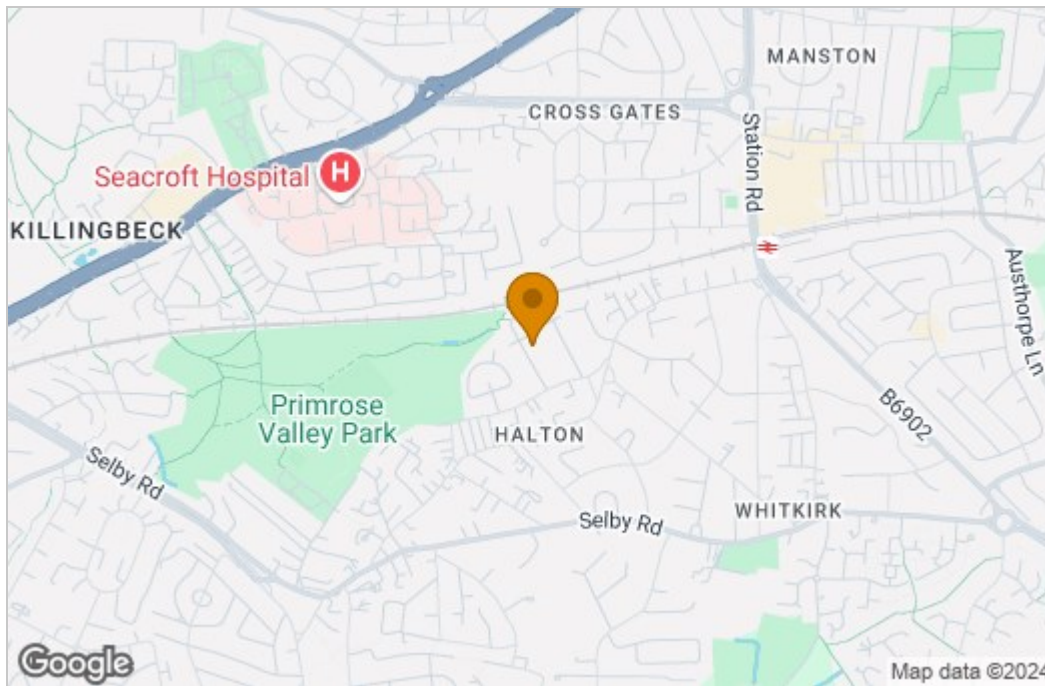 MANSTON
CROSS GATES
Station Rd
Seacroft Hospital
H
KILLINGBECK
Austhorpe Ln
Primrose
Valley Park
B6902
HALTON
Selby Rd
Selby Rd
WHITKIRK
Google
Map data ©2024